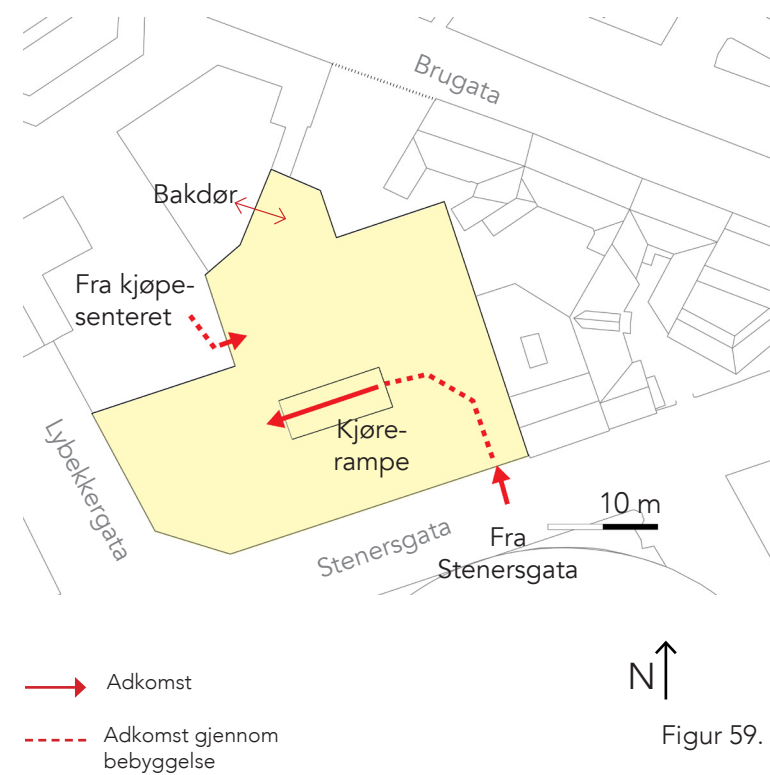 Brugata
Bakdør
Fra kjøpe-
senteret
Kjøre-
rampe
Lybekkergata
10 m
Stenersgata
Fra
Stenersgata
Adkomst
N
Adkomst gjennom
bebyggelse
Figur 59.